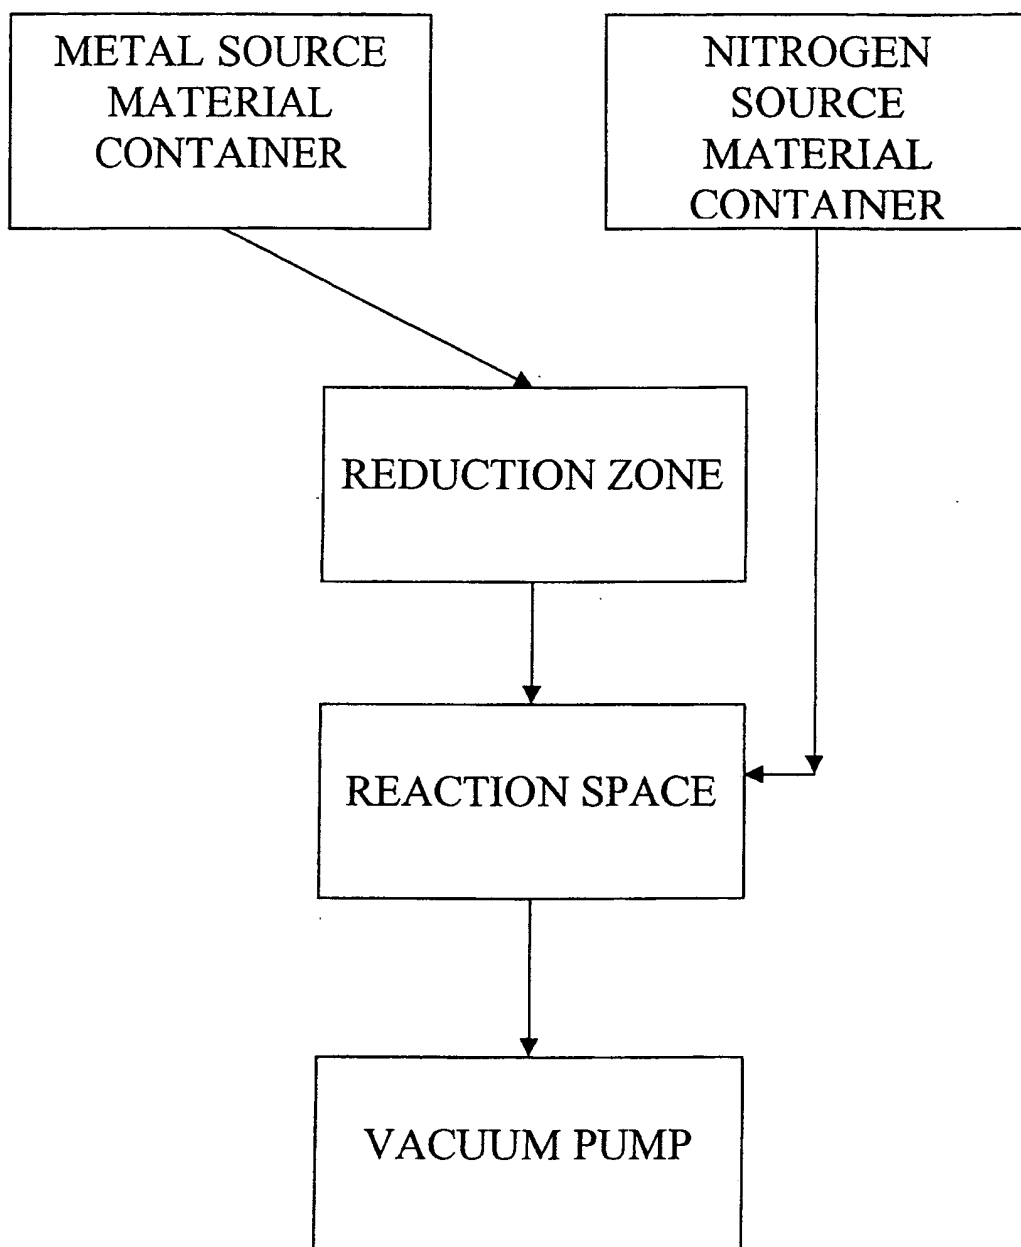 METAL SOURCE
MATERIAL
CONTAINER
NITROGEN
SOURCE
MATERIAL
CONTAINER
REDUCTION ZONE
REACTION SPACE
VACUUM PUMP